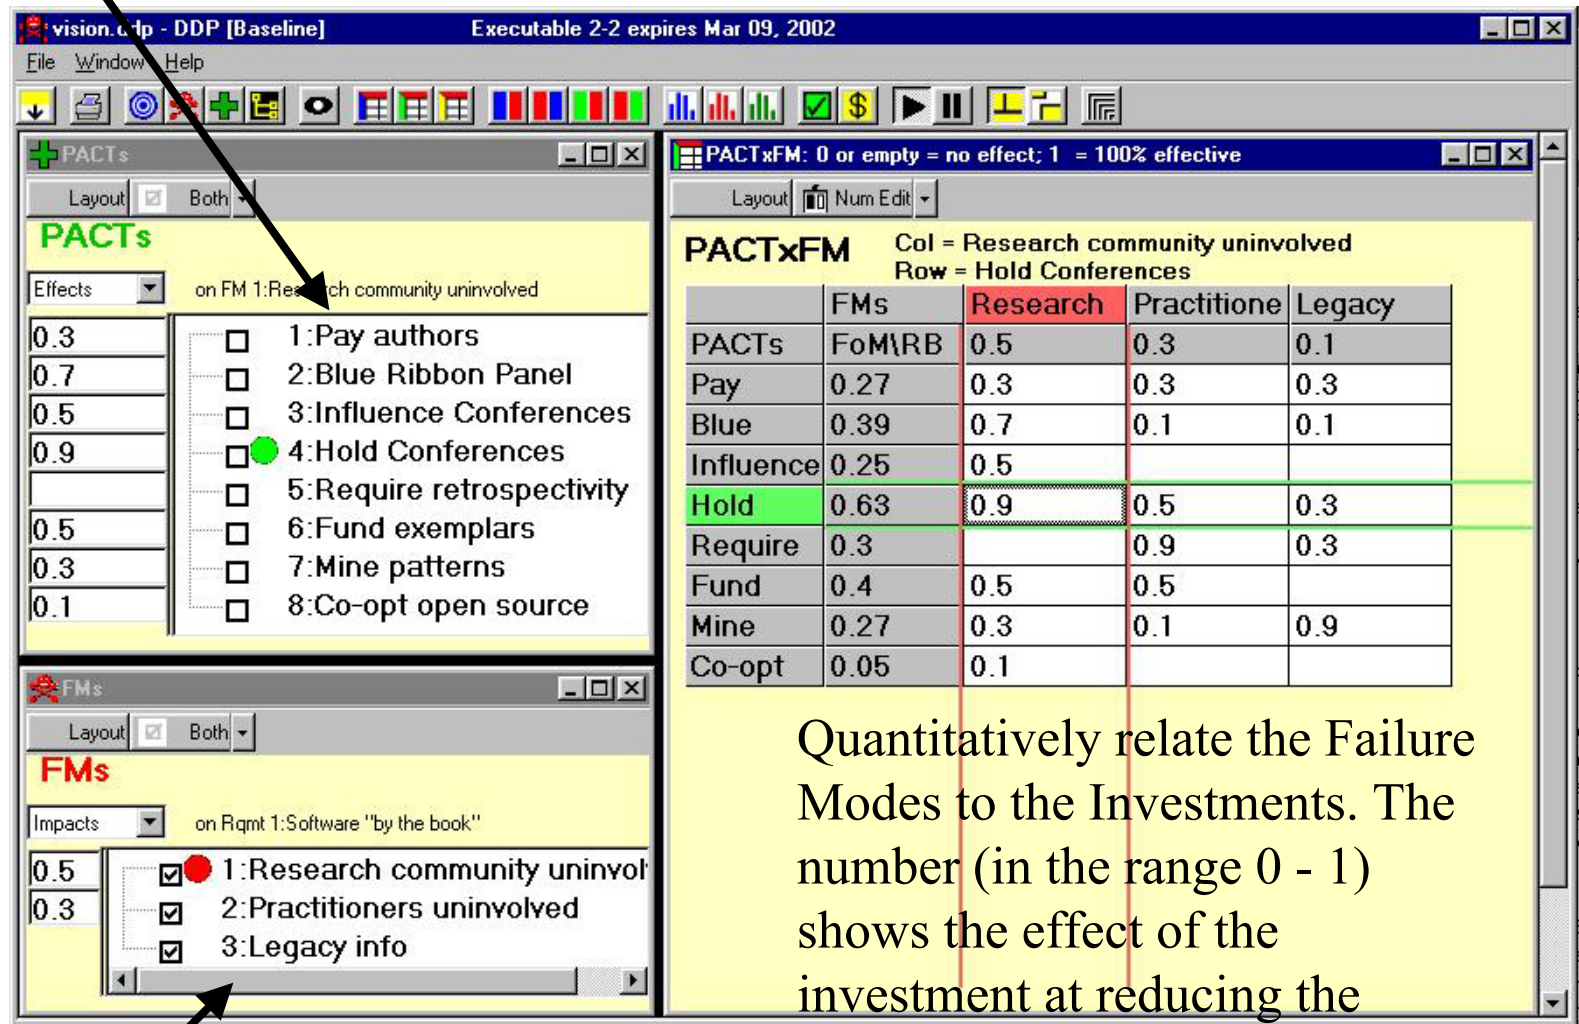 vision.ddp - DDP [Baseline] Executable 2-2 expires Mar 09, 2002
File Window Help
PACTs
Layout Both
PACTs
Effects on FM 1:Research community uninvolved
0.3 1:Pay authors
0.7 2:Blue Ribbon Panel
0.5 3:Influence Conferences
0.9 4:Hold Conferences
5:Require retrospectivity
0.5 6:Fund exemplars
0.3 7:Mine patterns
0.1 8:Co-opt open source
FMs
Layout Both
FMs
Impacts on Rqmt 1:Software "by the book"
0.5 1:Research community uninvol
0.3 2:Practitioners uninvolved
3:Legacy info
PACTxFM: 0 or empty = no effect; 1 = 100% effective
Layout Num Edit
PACTxFM Col = Research community uninvolved
Row = Hold Conferences
FMs Research Practitione Legacy
PACTs FoM\RB 0.5 0.3 0.1
Pay 0.27 0.3 0.3 0.3
Blue 0.39 0.7 0.1 0.1
Influence 0.25 0.5
Hold 0.63 0.9 0.5 0.3
Require 0.3 0.9 0.3
Fund 0.4 0.5 0.5
Mine 0.27 0.3 0.1 0.9
Co-opt 0.05 0.1
Quantitatively relate the Failure
Modes to the Investments. The
number (in the range 0 - 1)
shows the effect of the
investment at reducing the